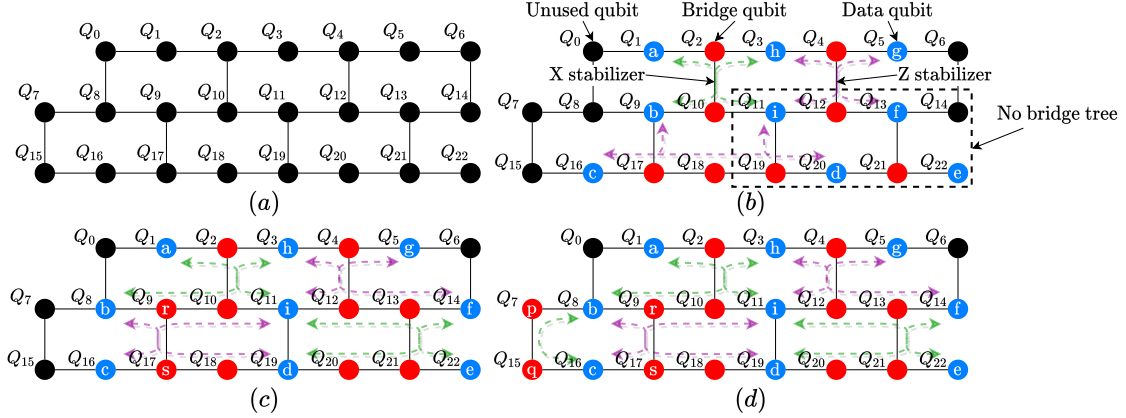 Unused qubit Bridge qubit Data qubit
Q0 Q1 Q2 Q3 Q4 Q5 Q6
Q7 Q8 Q9 Q10 Q11 Q12 Q13 Q14
Q15 Q16 Q17 Q18 Q19 Q20 Q21 Q22
(a)
Q0 Q1 a Q2 Q3 h Q4 Q5 g Q6
X stabilizer Z stabilizer
Q7 Q8 Q9 b Q10 Q11 i Q12 Q13 f Q14
No bridge tree
Q15 Q16 c Q17 Q18 Q19 Q20 d Q21 Q22 e
(b)
Q0 Q1 a Q2 Q3 h Q4 Q5 g Q6
Q7 Q8 b Q9 r Q10 Q11 i Q12 Q13 Q14 f
Q15 Q16 c Q17 s Q18 Q19 d Q20 Q21 Q22 e
(c)
Q0 Q1 a Q2 Q3 h Q4 Q5 g Q6
Q7 p Q8 b Q9 r Q10 Q11 i Q12 Q13 Q14 f
Q15 q Q16 c Q17 s Q18 Q19 d Q20 Q21 Q22 e
(d)